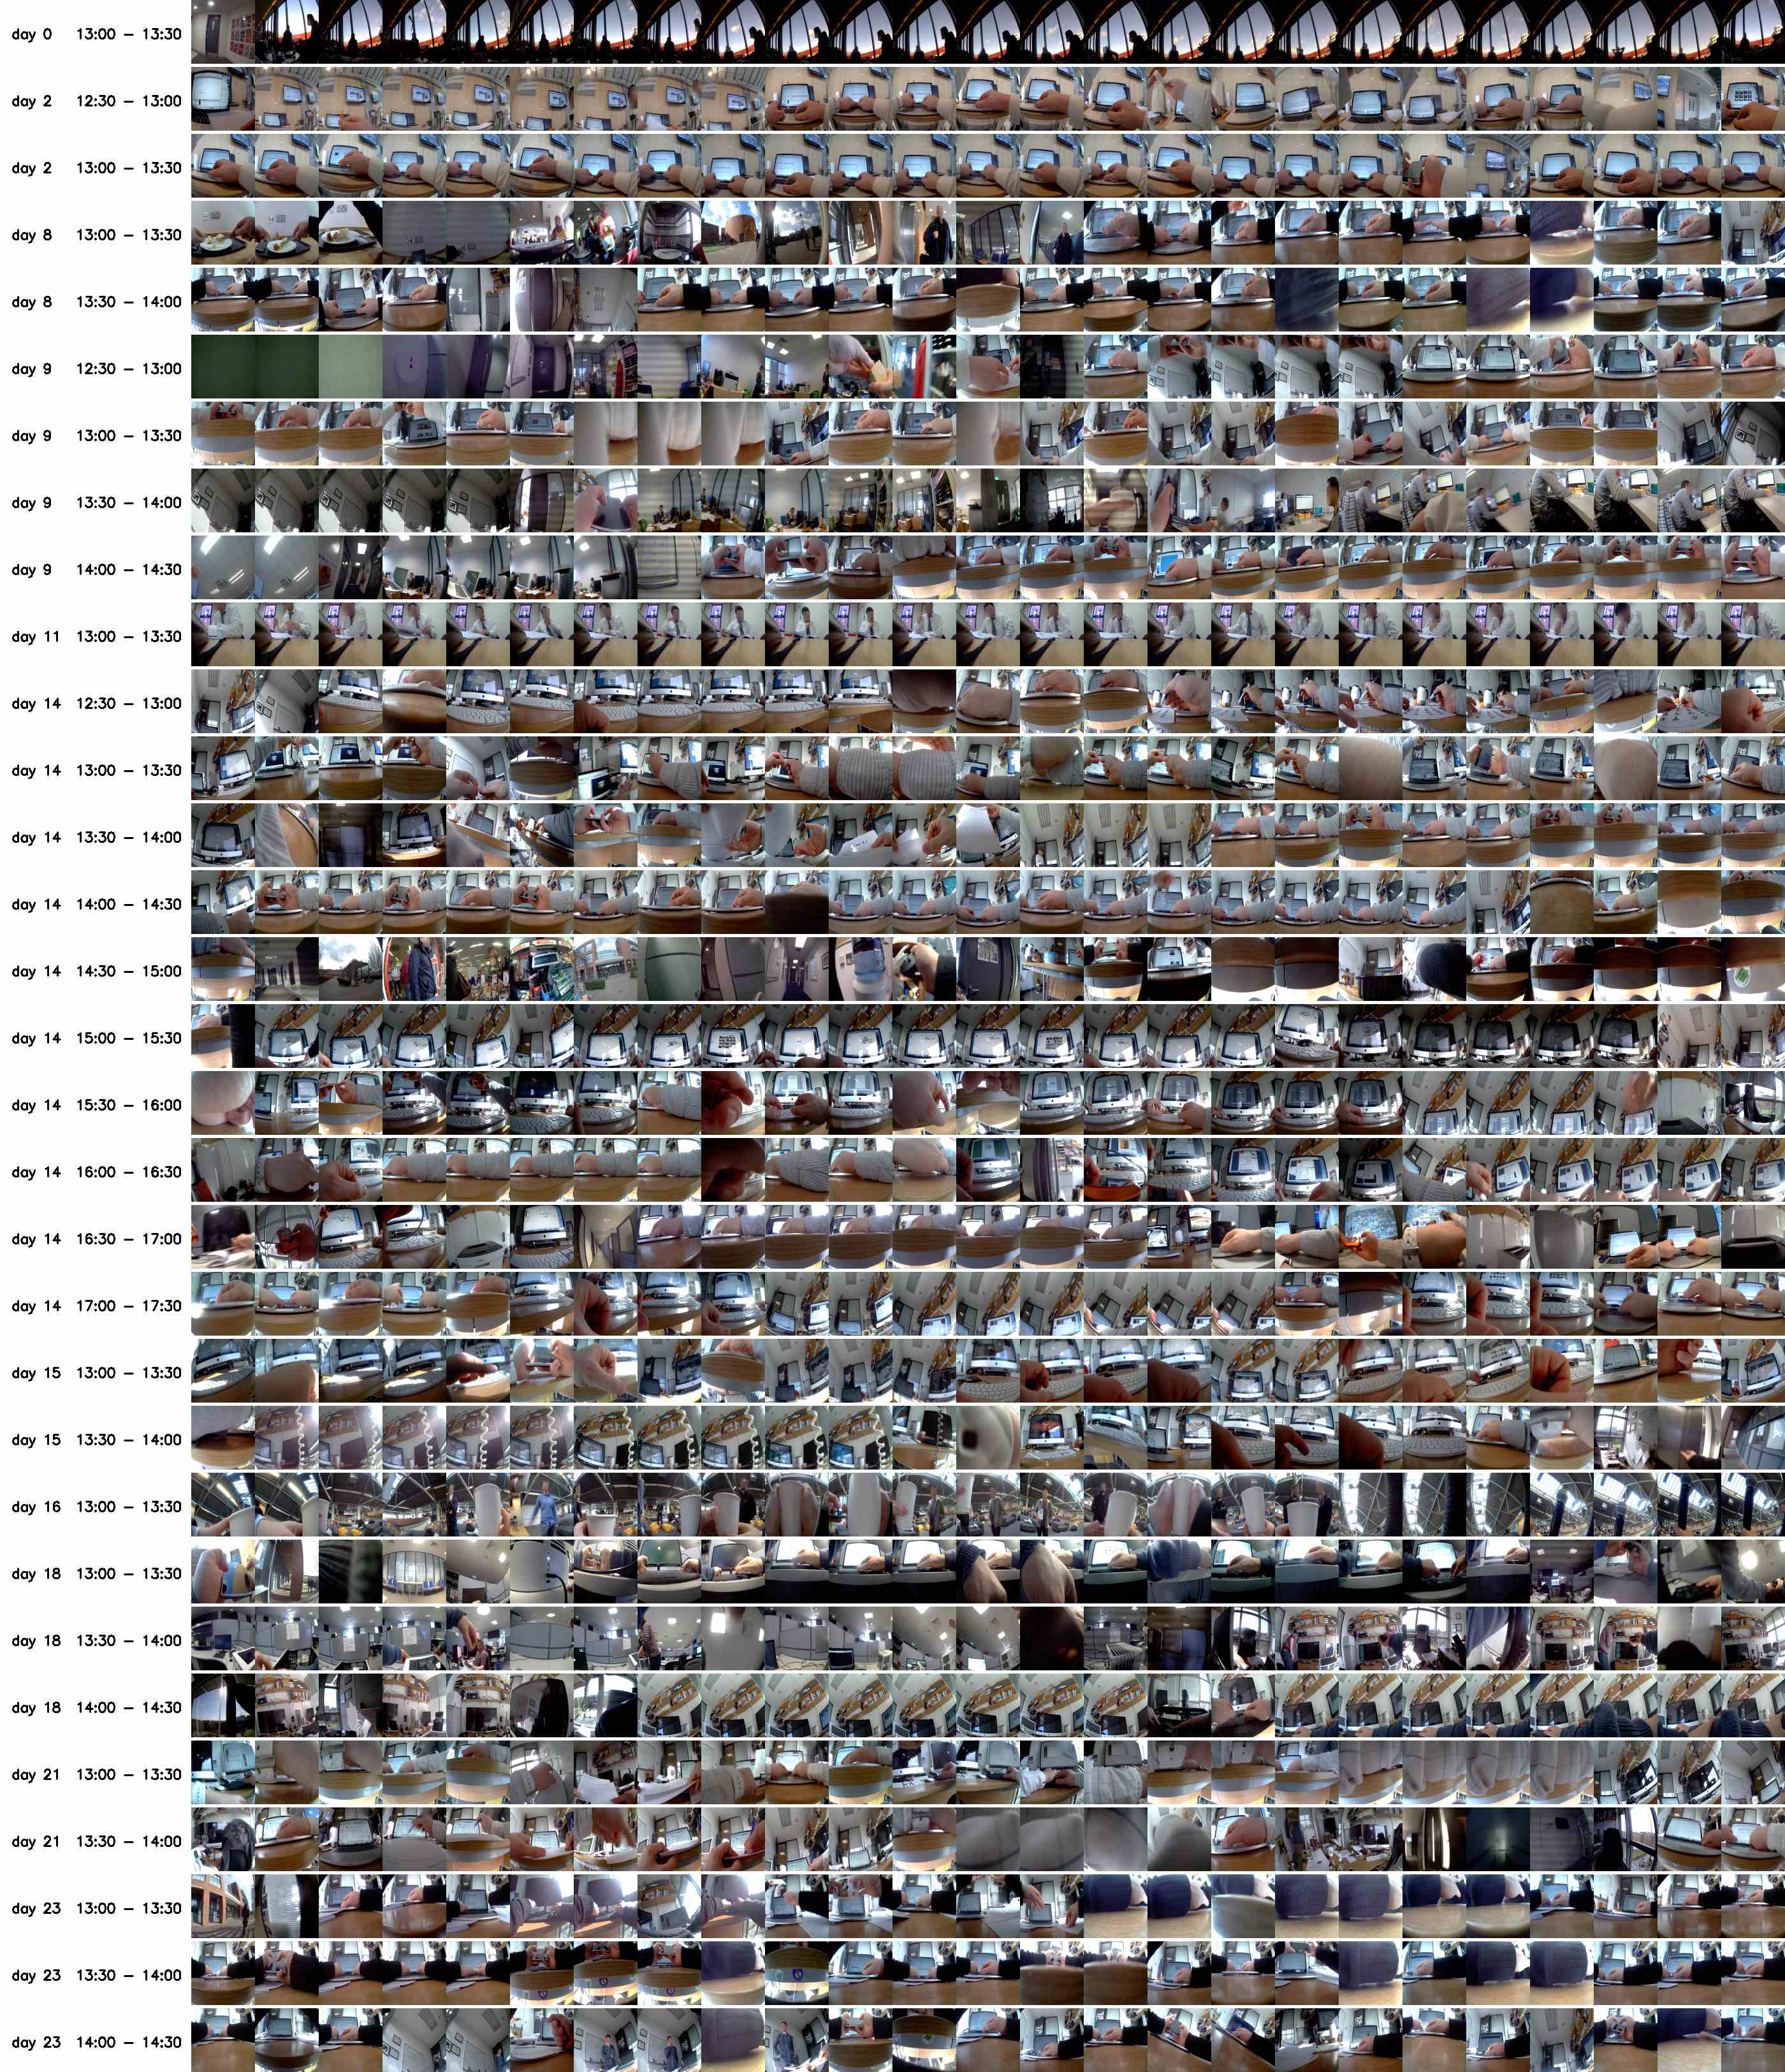 day 0 13:00 – 13:30
day 2 12:30 – 13:00
day 2 13:00 – 13:30
day 8 13:00 – 13:30
day 8 13:30 – 14:00
day 9 12:30 – 13:00
day 9 13:00 – 13:30
day 9 13:30 – 14:00
day 9 14:00 – 14:30
day 11 13:00 – 13:30
day 14 12:30 – 13:00
day 14 13:00 – 13:30
day 14 13:30 – 14:00
day 14 14:00 – 14:30
day 14 14:30 – 15:00
day 14 15:00 – 15:30
day 14 15:30 – 16:00
day 14 16:00 – 16:30
day 14 16:30 – 17:00
day 14 17:00 – 17:30
day 15 13:00 – 13:30
day 15 13:30 – 14:00
day 16 13:00 – 13:30
day 18 13:00 – 13:30
day 18 13:30 – 14:00
day 18 14:00 – 14:30
day 21 13:00 – 13:30
day 21 13:30 – 14:00
day 23 13:00 – 13:30
day 23 13:30 – 14:00
day 23 14:00 – 14:30